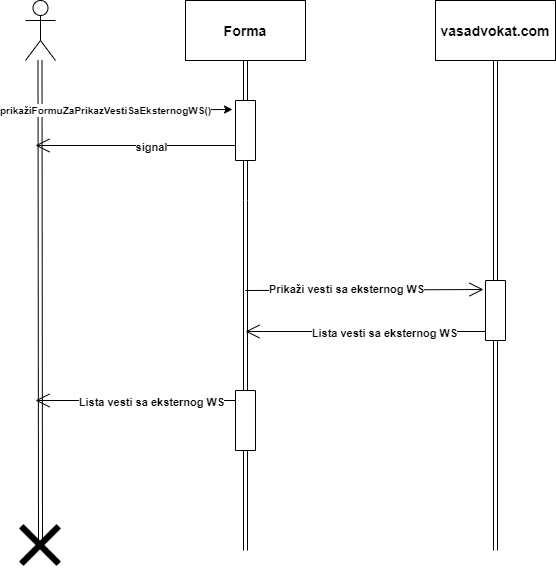 Forma
vasadvokat.com
prikažiFormuZaPrikazVestiSaEksternogWS()
signal
Prikaži vesti sa eksternog WS
Lista vesti sa eksternog WS
Lista vesti sa eksternog WS